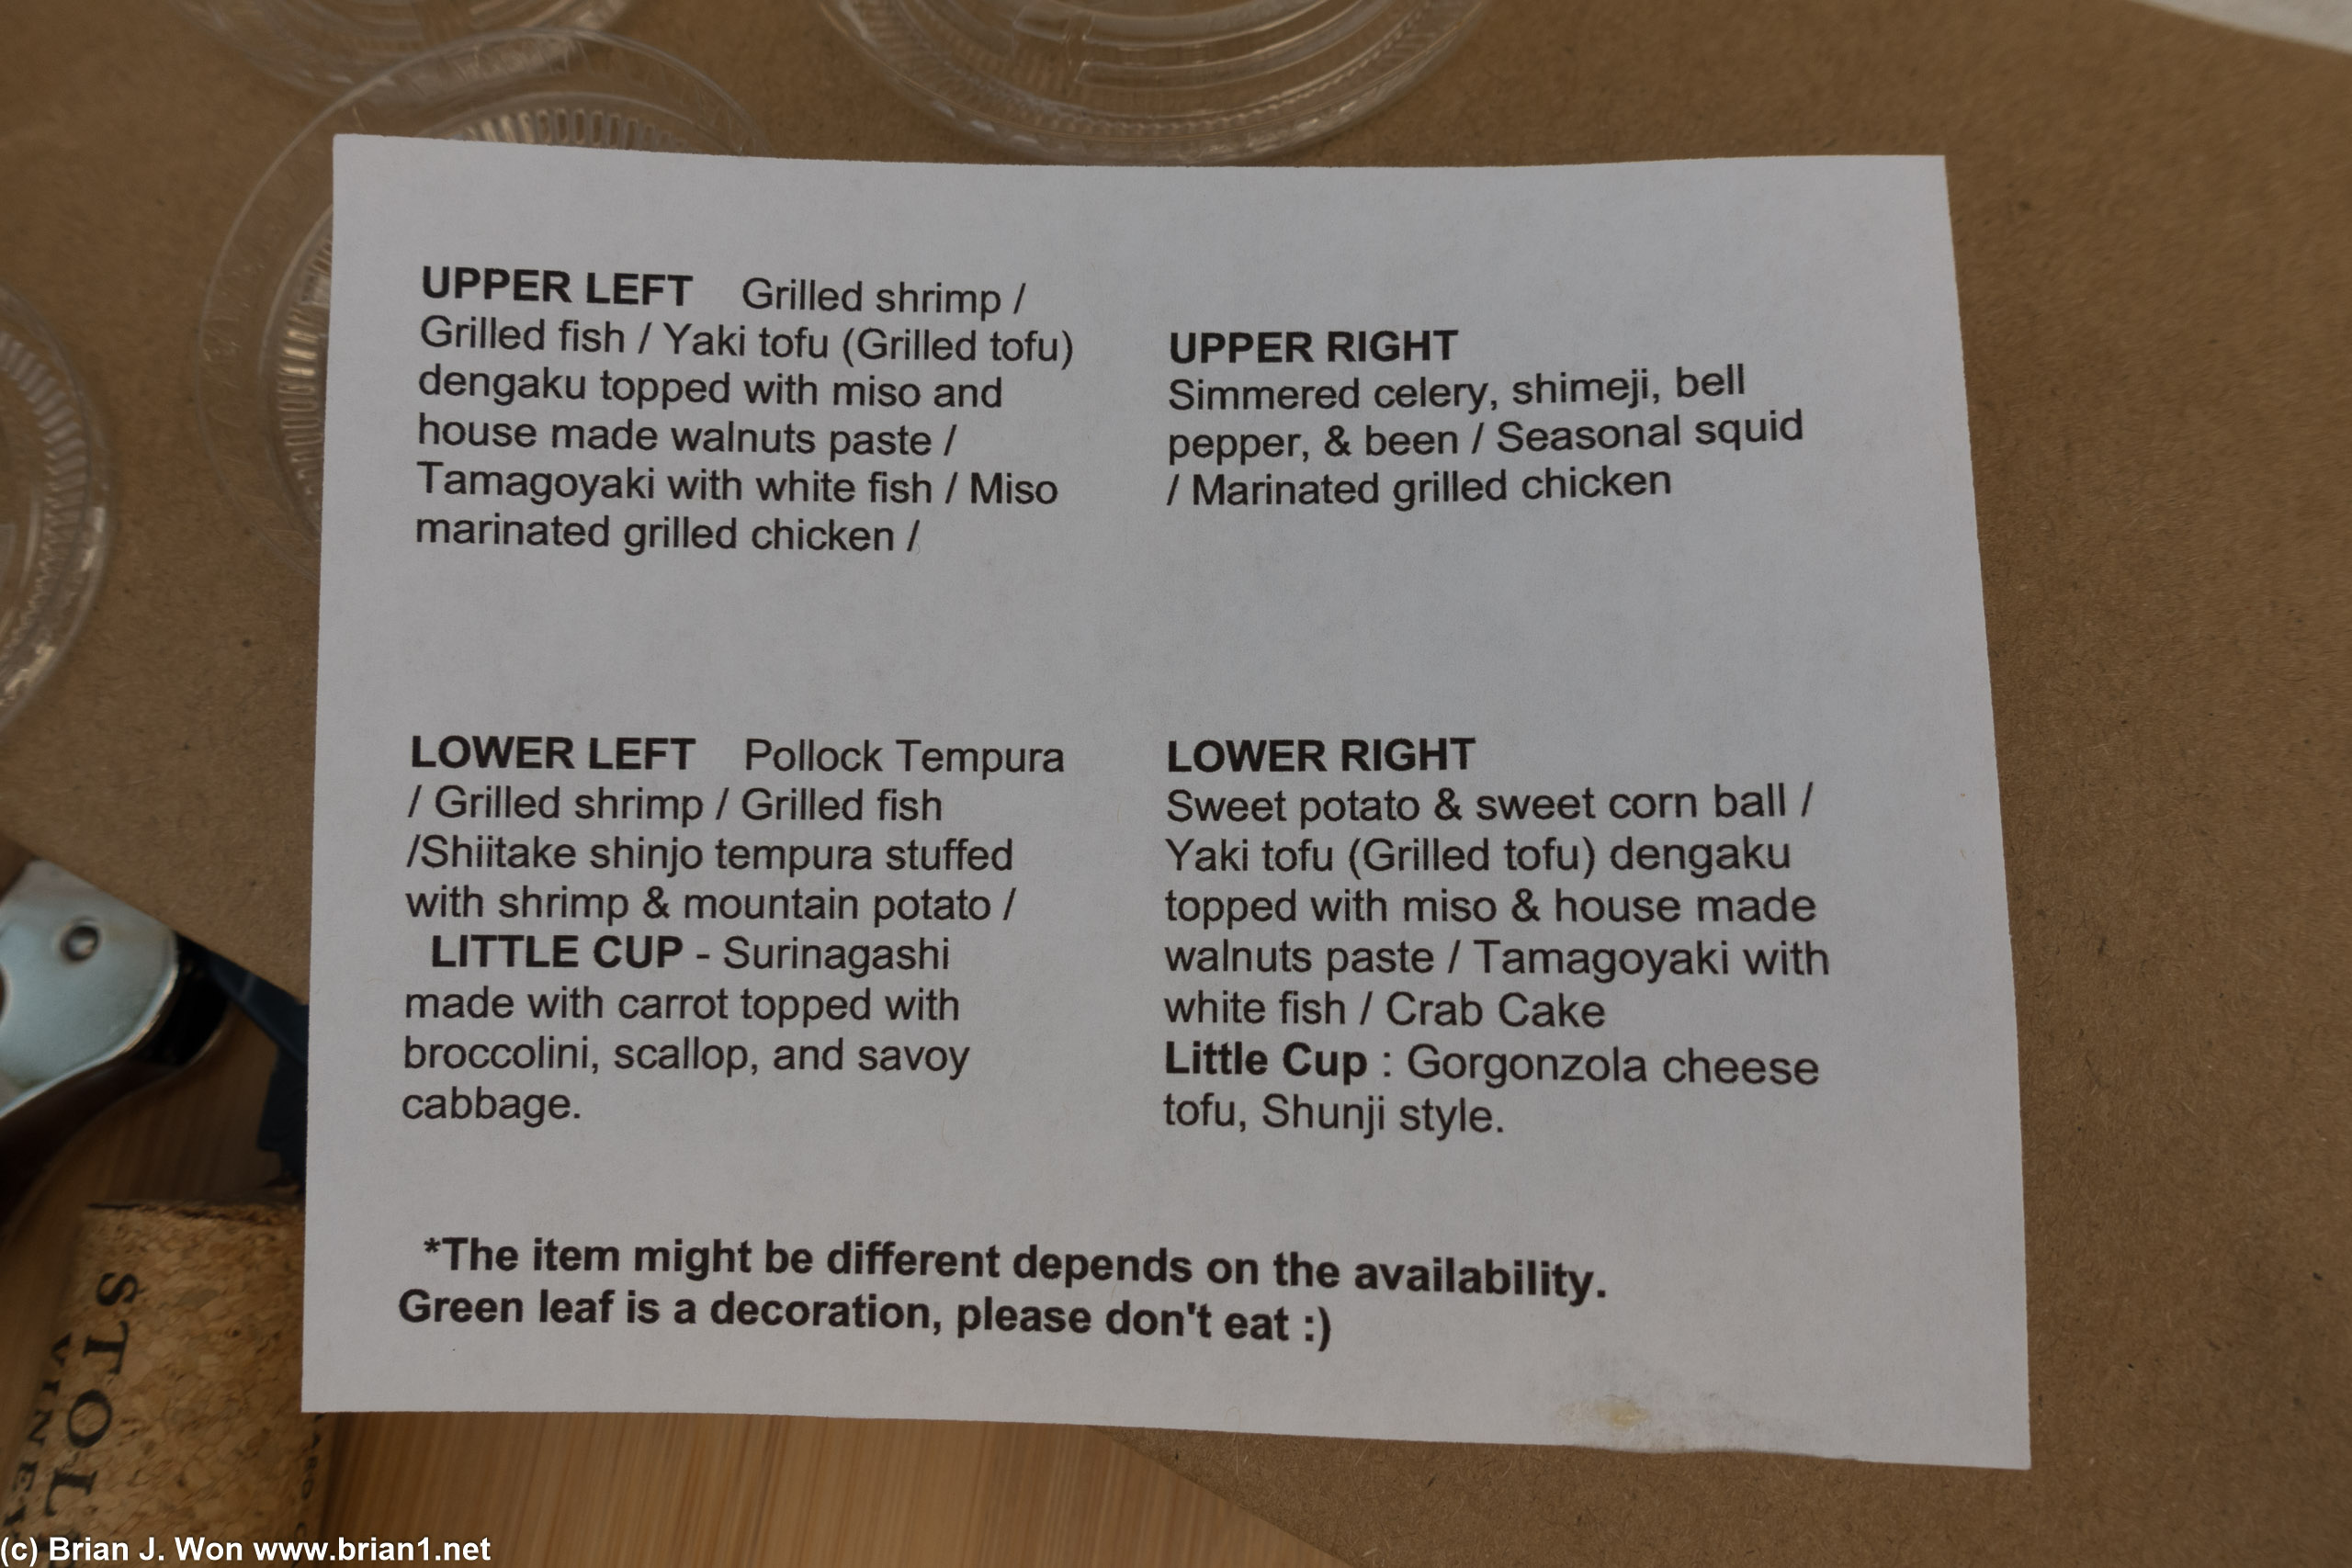 UPPER LEFT Grilled shrimp /
Grilled fish / Yaki tofu (Grilled tofu)
dengaku topped with miso and
house made walnuts paste /
Tamagoyaki with white fish / Miso
marinated grilled chicken /
UPPER RIGHT
Simmered celery, shimeji, bell
pepper, & been / Seasonal squid
/ Marinated grilled chicken
LOWER LEFT Pollock Tempura
/ Grilled shrimp / Grilled fish
/Shiitake shinjo tempura stuffed
with shrimp & mountain potato /
LITTLE CUP - Surinagashi
made with carrot topped with
broccolini, scallop, and savoy
cabbage.
LOWER RIGHT
Sweet potato & sweet corn ball /
Yaki tofu (Grilled tofu) dengaku
topped with miso & house made
walnuts paste / Tamagoyaki with
white fish / Crab Cake
Little Cup : Gorgonzola cheese
tofu, Shunji style.
*The item might be different depends on the availability.
Green leaf is a decoration, please don't eat :)
STOL
VINEY
(c) Brian J. Won www.brian1.net